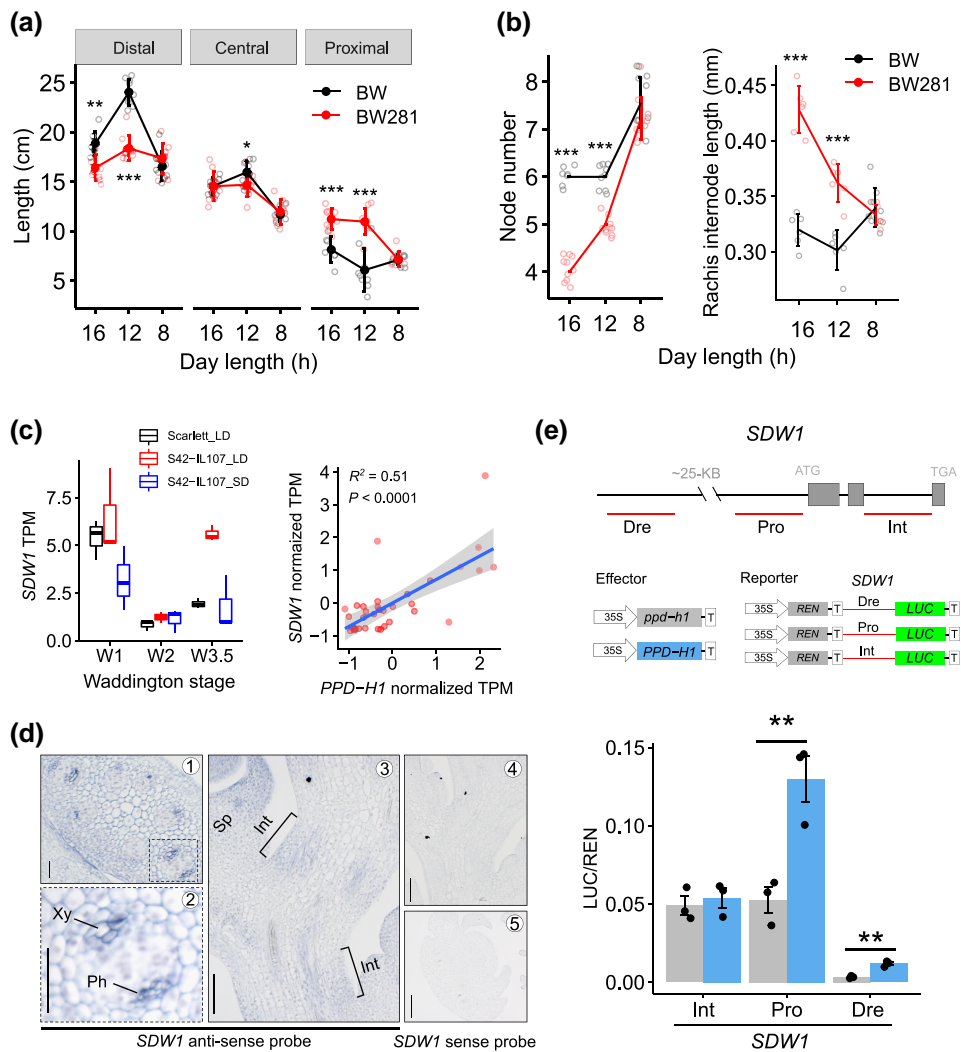 (a)
Distal Central Proximal
Length (cm)
25
20
15
10
5
**
***
*
*** ***
BW
BW281
16 12 8 16 12 8 16 12 8
Day length (h)
(b)
Node number
8
7
6
5
4
*** ***
16 12 8
Rachis internode length (mm)
0.45
0.40
0.35
0.30
***
***
BW
BW281
16 12 8
Day length (h)
(c)
Scarlett_LD
S42−IL107_LD
S42−IL107_SD
SDW1 TPM
7.5
5.0
2.5
0.0
W1 W2 W3.5
Waddington stage
SDW1 normalized TPM
4
3
2
1
0
−1
R² = 0.51
P < 0.0001
−1 0 1 2
PPD−H1 normalized TPM
(d)
1
2
Xy
Ph
3
Sp
Int
Int
4
5
SDW1 anti-sense probe
SDW1 sense probe
(e)
SDW1
~25-KB
ATG
TGA
Dre Pro Int
Effector
35S ppd-h1 T
35S PPD-H1 T
Reporter
SDW1
35S REN T Dre LUC T
35S REN T Pro LUC T
35S REN T Int LUC T
LUC/REN
0.15
0.10
0.05
0.00
**
**
Int Pro Dre
SDW1